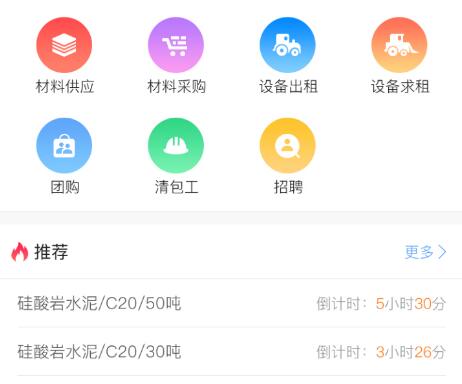 材料供应 材料采购 设备出租 设备求租
团购 清包工 招聘
推荐 更多
硅酸岩水泥/C20/50吨 倒计时：5小时30分
硅酸岩水泥/C20/30吨 倒计时：3小时26分